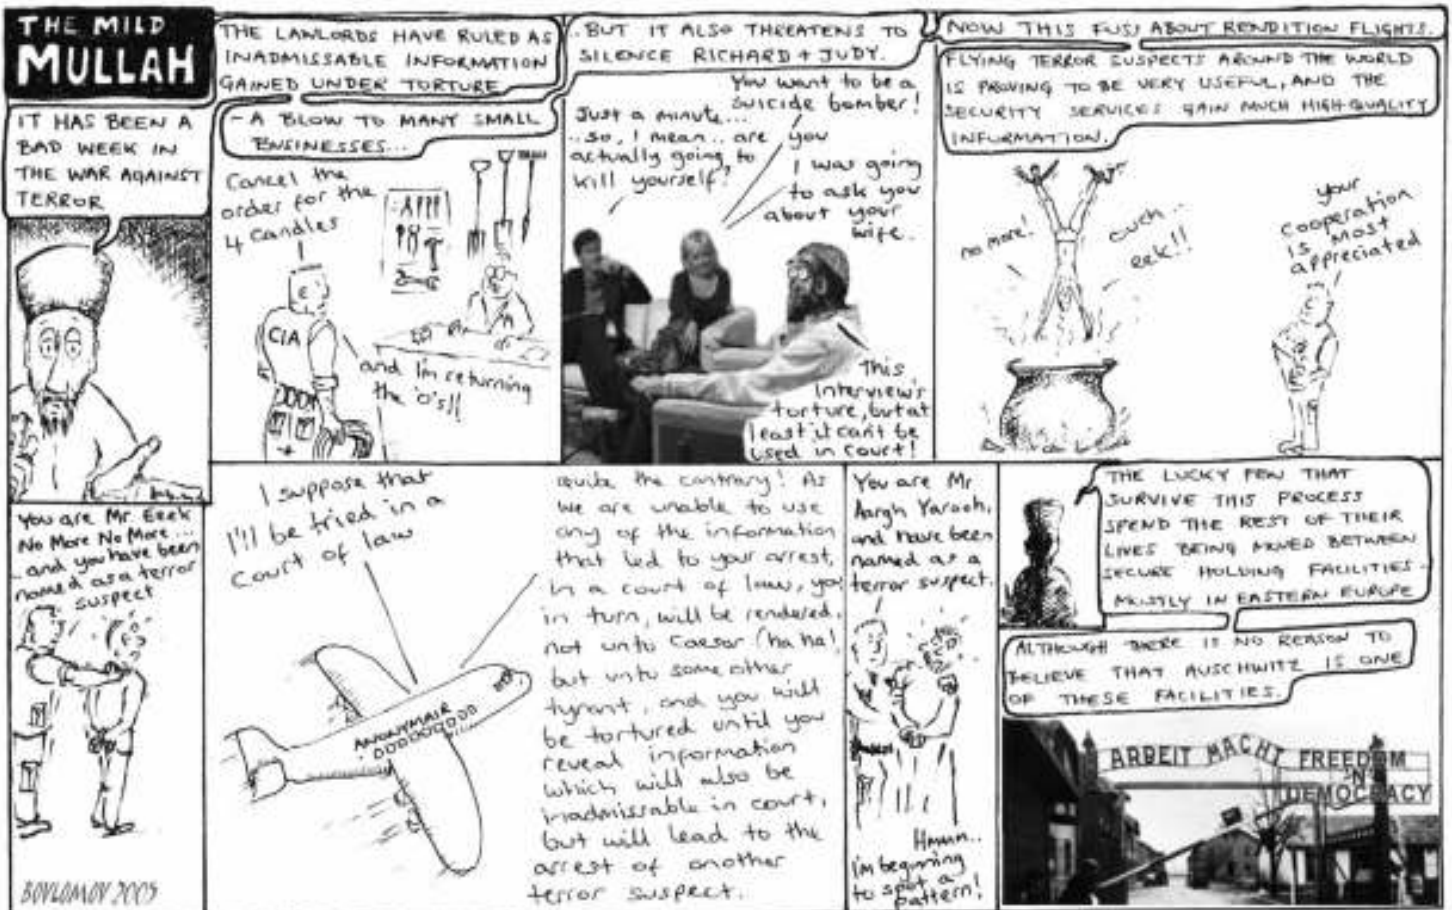 THE MILD
MULLAH
IT HAS BEEN A
BAD WEEK IN
THE WAR AGAINST
TERROR
THE LAWLORDS HAVE RULED AS
INADMISSABLE INFORMATION
GAINED UNDER TORTURE
- A BLOW TO MANY SMALL
BUSINESSES...
Cancel the
order for the
4 candles
CIA
and I'm returning
the 'o's!!
..BUT IT ALSO THREATENS TO
SILENCE RICHARD + JUDY.
Just a minute...
..so, I mean.. are you
actually going to
kill yourself?
You want to be a
suicide bomber!
I was going
to ask you
about your
wife.
This
interview's
torture, but at
least it can't be
used in court!
NOW THIS FUSS ABOUT RENDITION FLIGHTS.
FLYING TERROR SUSPECTS AROUND THE WORLD
IS PROVING TO BE VERY USEFUL, AND THE
SECURITY SERVICES GAIN MUCH HIGH-QUALITY
INFORMATION.
no more!
ouch..
eek!!
your
cooperation
is most
appreciated
You are Mr. Eeek
No More No More...
..and you have been
named as a terror
suspect
BOVLOMOV 2005
I suppose that
I'll be tried in a
court of law
ANONYMAIR
quite the contrary! As
we are unable to use
any of the information
that led to your arrest,
in a court of law, you
in turn, will be rendered,
not unto Caesar (ha ha!
but unto some other
tyrant, and you will
be tortured until you
reveal information
which will also be
inadmissable in court,
but will lead to the
arrest of another
terror suspect.
You are Mr
Aargh Yarooh,
and have been
named as a
terror suspect.
Hmmm..
I'm beginning
to spot a
pattern!
THE LUCKY FEW THAT
SURVIVE THIS PROCESS
SPEND THE REST OF THEIR
LIVES BEING MOVED BETWEEN
SECURE HOLDING FACILITIES -
MOSTLY IN EASTERN EUROPE
ALTHOUGH THERE IS NO REASON TO
BELIEVE THAT AUSCHWITZ IS ONE
OF THESE FACILITIES.
ARBEIT MACHT FREEDOM
'N'
DEMOCRACY